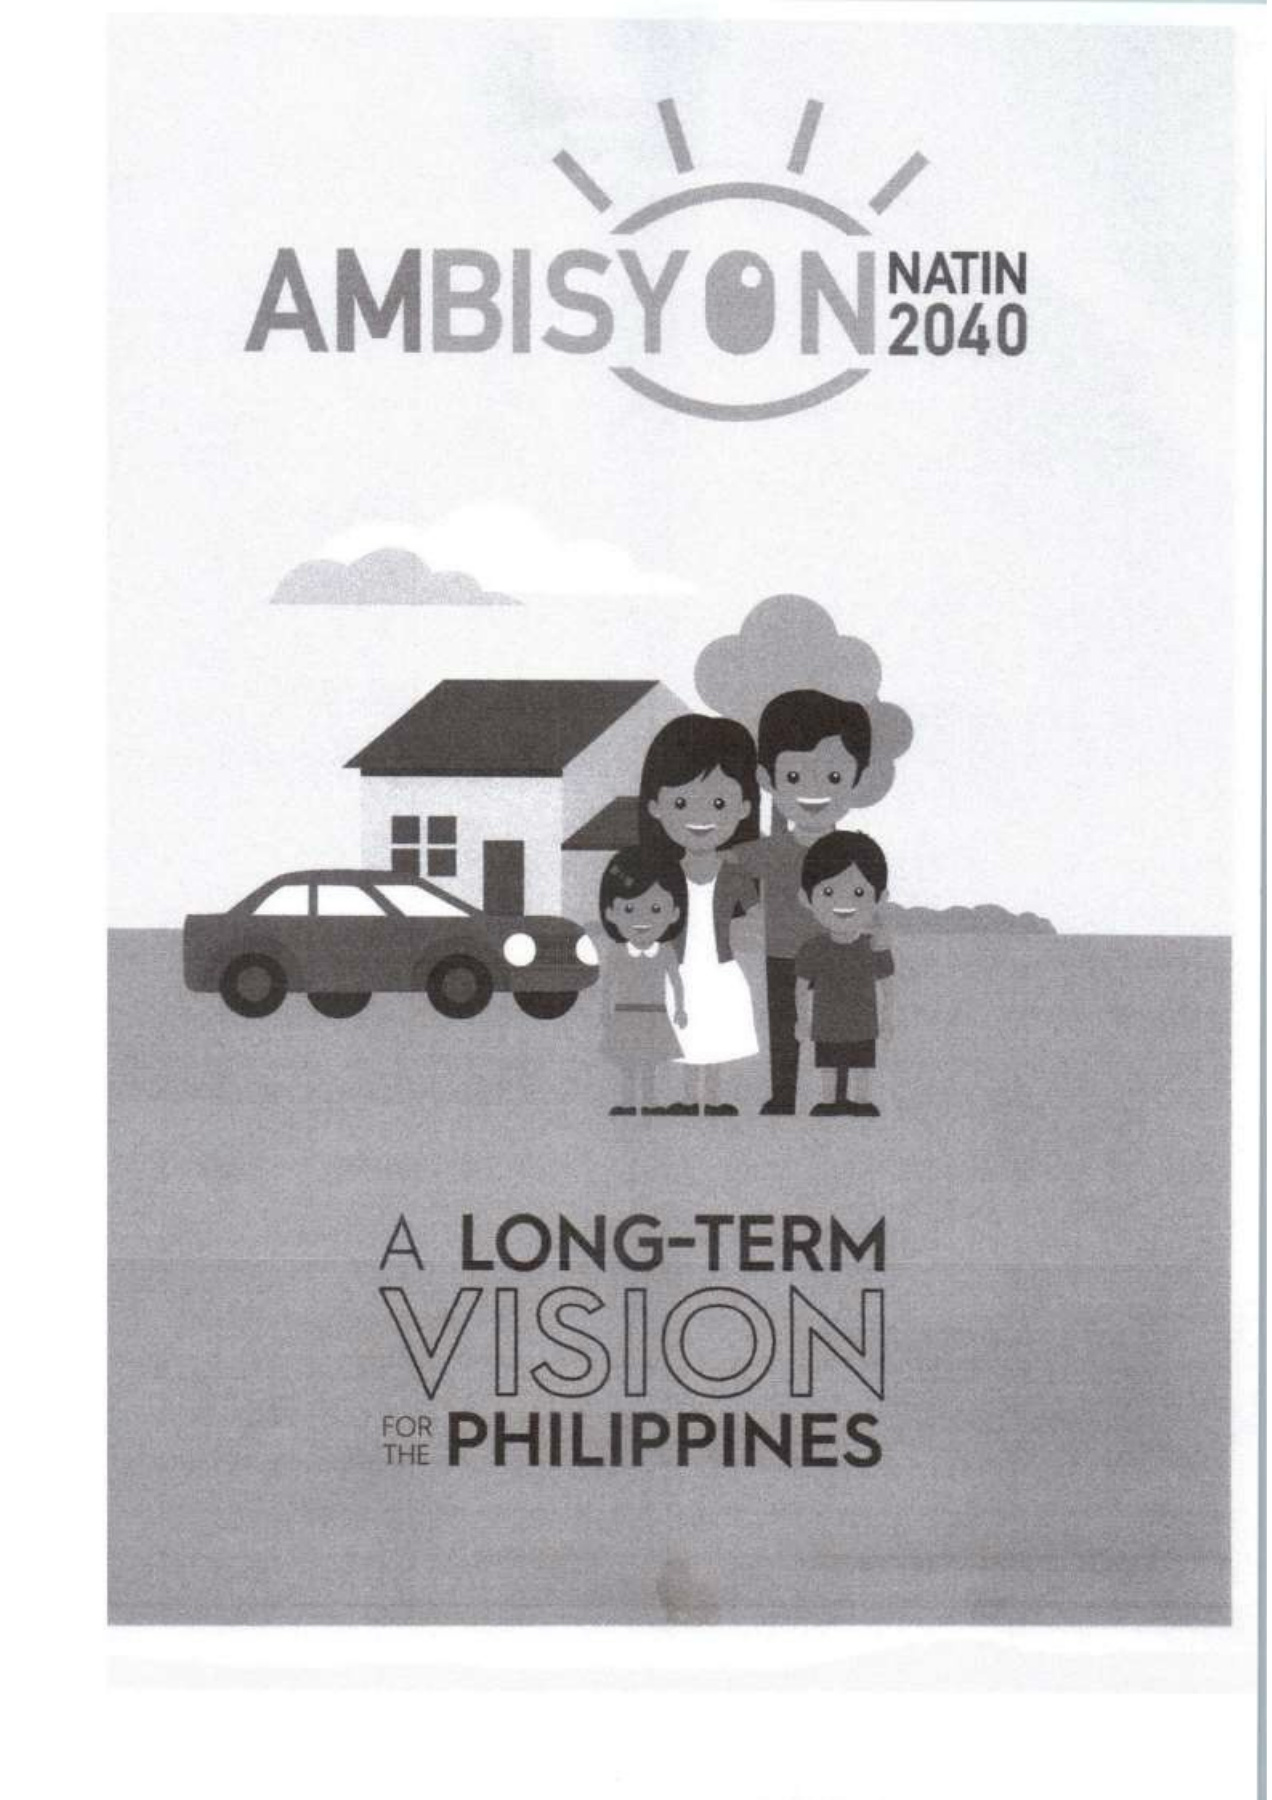 AMBISYON NATIN
2040
A LONG-TERM
VISION
FOR THE PHILIPPINES